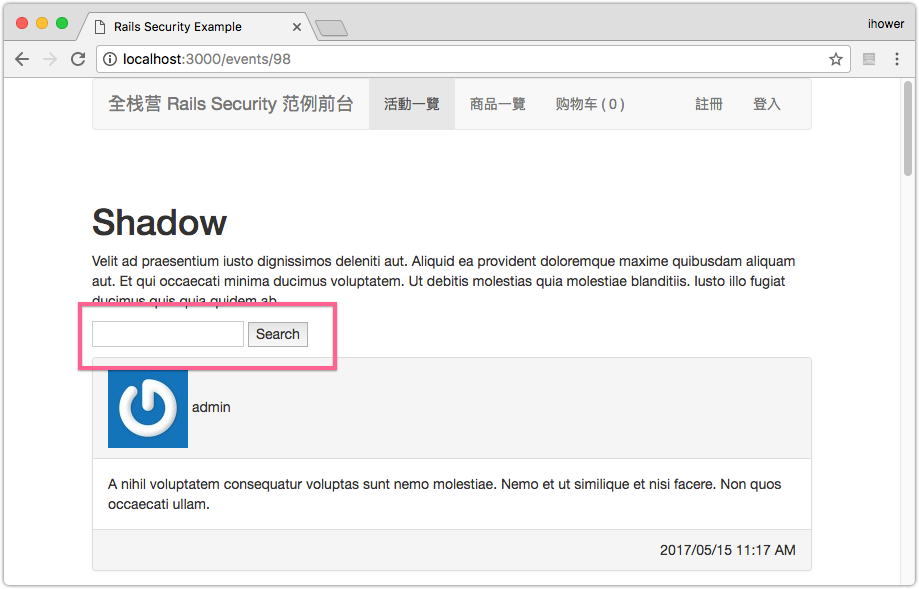 Rails Security Example
ihower
localhost:3000/events/98
全栈营 Rails Security 范例前台
活動一覽
商品一覽
购物车 ( 0 )
註冊
登入
Shadow
Velit ad praesentium iusto dignissimos deleniti aut. Aliquid ea provident doloremque maxime quibusdam aliquam
aut. Et qui occaecati minima ducimus voluptatem. Ut debitis molestias quia molestiae blanditiis. Iusto illo fugiat
ducimus quis quia quidem ab.
Search
admin
A nihil voluptatem consequatur voluptas sunt nemo molestiae. Nemo et ut similique et nisi facere. Non quos
occaecati ullam.
2017/05/15 11:17 AM